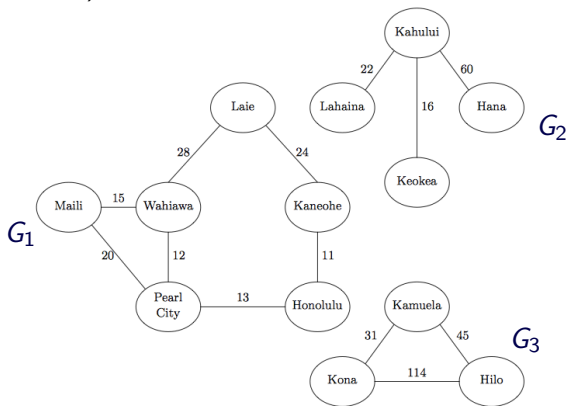 Kahului
22
60
Lahaina
16
Hana
G2
Laie
28
24
Keokea
Maili
15
Wahiawa
Kaneohe
G1
20
12
11
Pearl
City
13
Honolulu
Kamuela
31
45
G3
Kona
114
Hilo